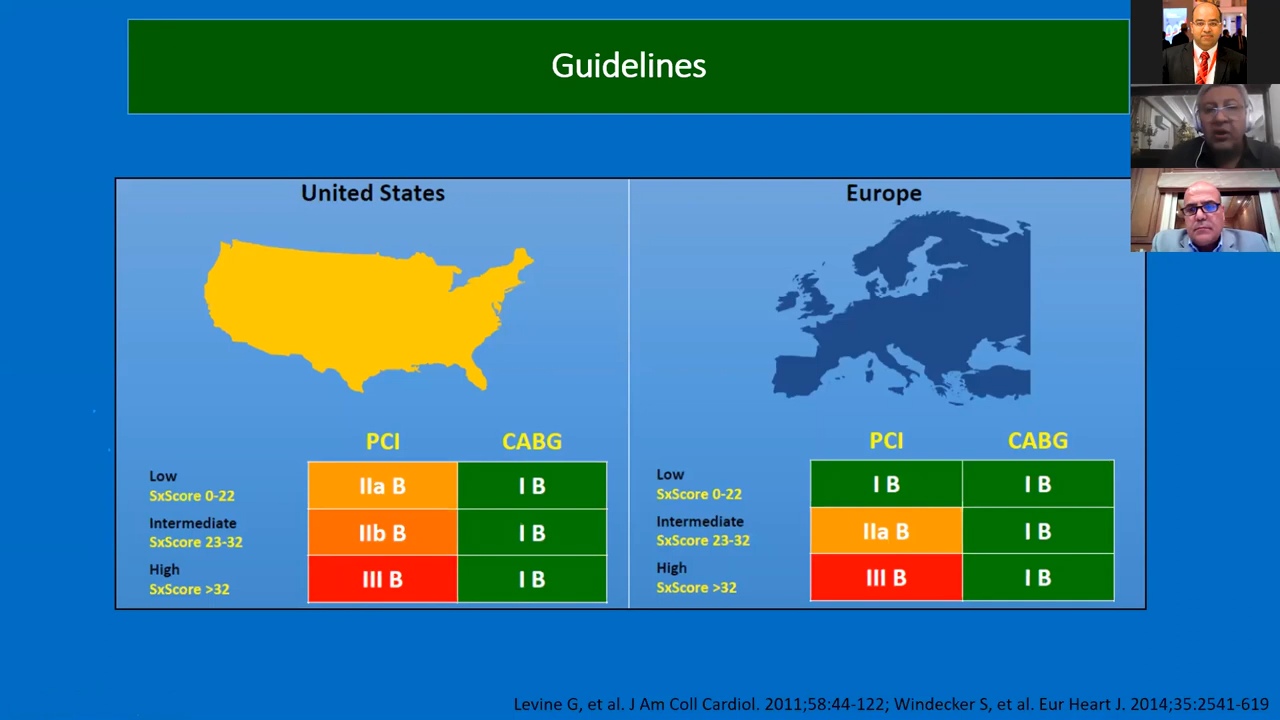 Guidelines
United States
PCI CABG
Low
SxScore 0-22
IIa B I B
Intermediate
SxScore 23-32
IIb B I B
High
SxScore >32
III B I B
Europe
PCI CABG
Low
SxScore 0-22
I B I B
Intermediate
SxScore 23-32
IIa B I B
High
SxScore >32
III B I B
Levine G, et al. J Am Coll Cardiol. 2011;58:44-122; Windecker S, et al. Eur Heart J. 2014;35:2541-619